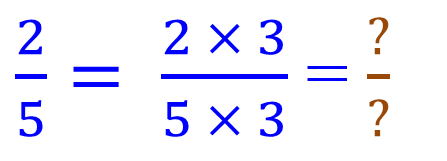 2/5 = (2 × 3)/(5 × 3) = ?/?